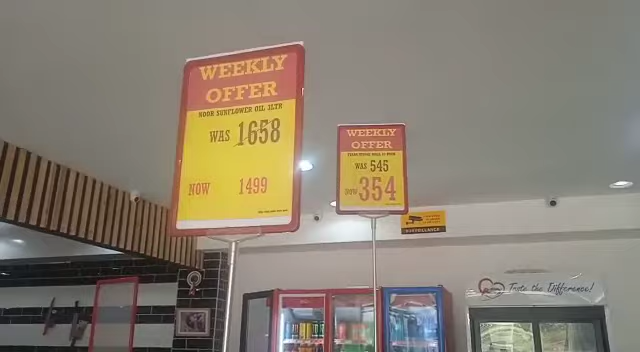 WEEKLY
OFFER
NOOR SUNFLOWER OIL 3LTR
WAS 1658
NOW 1499
WEEKLY
OFFER
WAS 545
NOW 354
SURVEILLANCE
Taste the Difference!